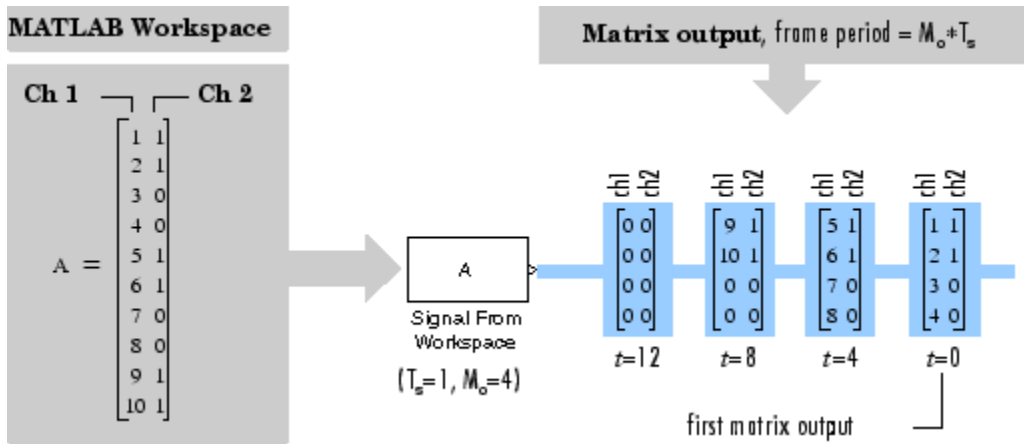 MATLAB Workspace
Matrix output, frame period = Mo*Ts
Ch 1 Ch 2
1 1
2 1
3 0
4 0
A = 5 1
6 1
7 0
8 0
9 1
10 1
A
Signal From
Workspace
(Ts=1, Mo=4)
ch1 ch2 ch1 ch2 ch1 ch2 ch1 ch2
0 0 9 1 5 1 1 1
0 0 10 1 6 1 2 1
0 0 0 0 7 0 3 0
0 0 0 0 8 0 4 0
t=12 t=8 t=4 t=0
first matrix output